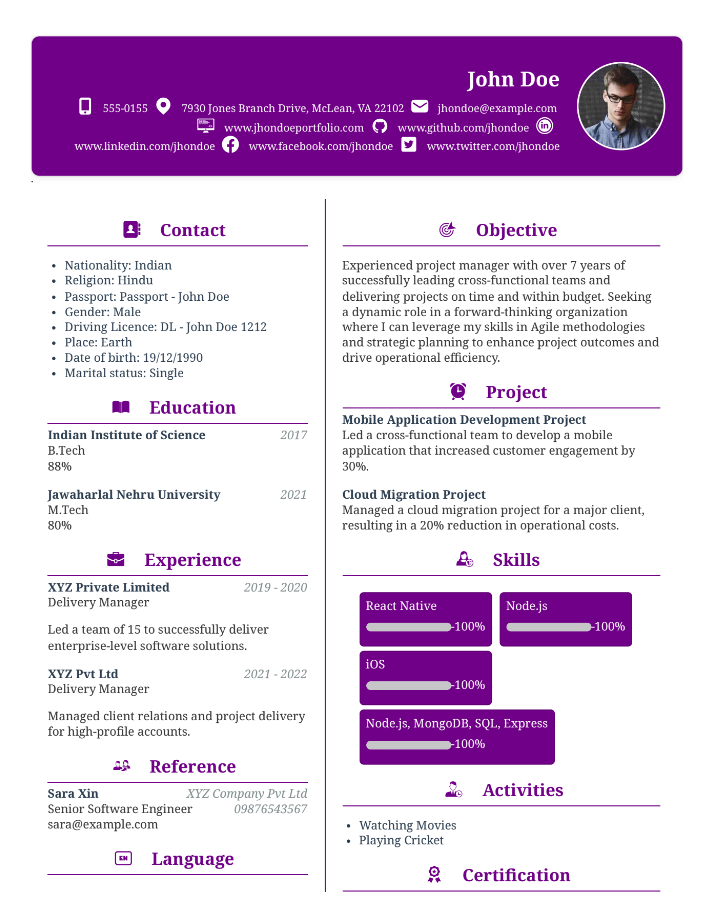 John Doe
555-0155 7930 Jones Branch Drive, McLean, VA 22102 jhondoe@example.com
www.jhondoeportfolio.com www.github.com/jhondoe
www.linkedin.com/jhondoe www.facebook.com/jhondoe www.twitter.com/jhondoe
Contact
• Nationality: Indian
• Religion: Hindu
• Passport: Passport - John Doe
• Gender: Male
• Driving Licence: DL - John Doe 1212
• Place: Earth
• Date of birth: 19/12/1990
• Marital status: Single
Education
Indian Institute of Science 2017
B.Tech
88%
Jawaharlal Nehru University 2021
M.Tech
80%
Experience
XYZ Private Limited 2019 - 2020
Delivery Manager
Led a team of 15 to successfully deliver
enterprise-level software solutions.
XYZ Pvt Ltd 2021 - 2022
Delivery Manager
Managed client relations and project delivery
for high-profile accounts.
Reference
Sara Xin XYZ Company Pvt Ltd
Senior Software Engineer 09876543567
sara@example.com
EN Language
Objective
Experienced project manager with over 7 years of
successfully leading cross-functional teams and
delivering projects on time and within budget. Seeking
a dynamic role in a forward-thinking organization
where I can leverage my skills in Agile methodologies
and strategic planning to enhance project outcomes and
drive operational efficiency.
Project
Mobile Application Development Project
Led a cross-functional team to develop a mobile
application that increased customer engagement by
30%.
Cloud Migration Project
Managed a cloud migration project for a major client,
resulting in a 20% reduction in operational costs.
Skills
React Native
-100%
Node.js
-100%
iOS
-100%
Node.js, MongoDB, SQL, Express
-100%
Activities
• Watching Movies
• Playing Cricket
Certification